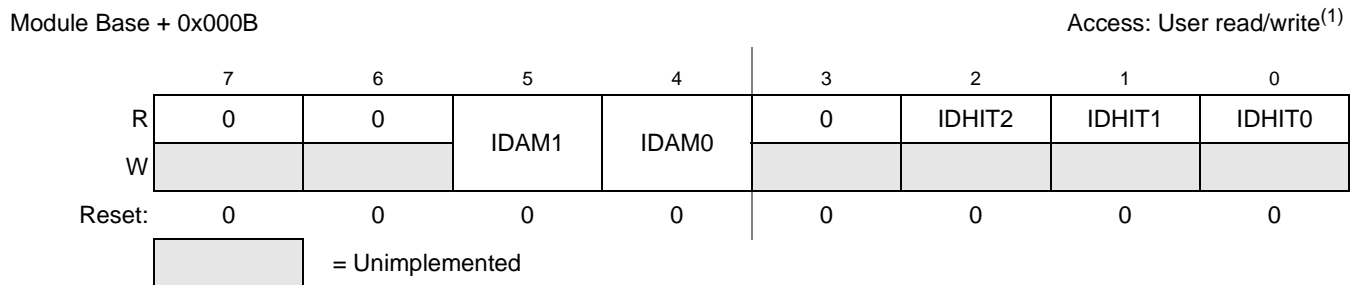 Module Base + 0x000B Access: User read/write(1)
7 6 5 4 3 2 1 0
R 0 0 IDAM1 IDAM0 0 IDHIT2 IDHIT1 IDHIT0
W
Reset: 0 0 0 0 0 0 0 0
= Unimplemented